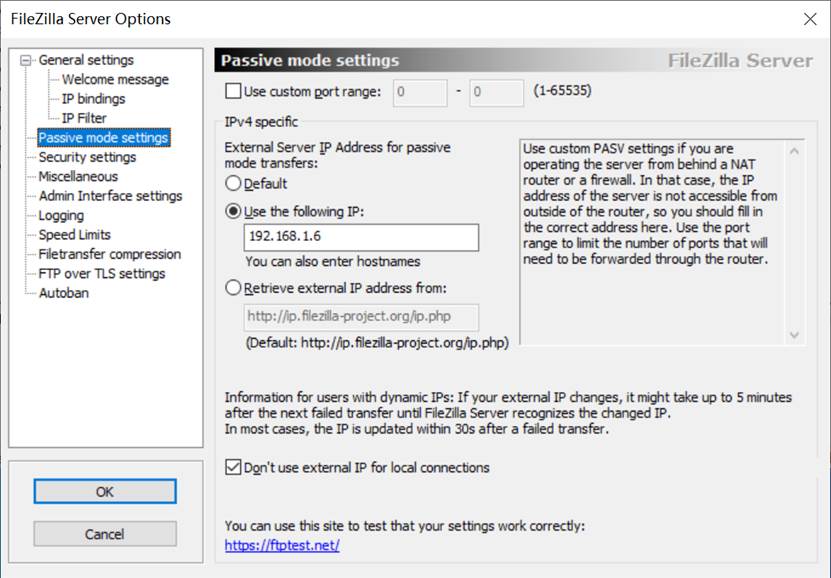 FileZilla Server Options
General settings
Welcome message
IP bindings
IP Filter
Passive mode settings
Security settings
Miscellaneous
Admin Interface settings
Logging
Speed Limits
Filetransfer compression
FTP over TLS settings
Autoban
OK
Cancel
Passive mode settings
FileZilla Server
Use custom port range:
0
-
0
(1-65535)
IPv4 specific
External Server IP Address for passive
mode transfers:
Default
Use the following IP:
192.168.1.6
You can also enter hostnames
Retrieve external IP address from:
http://ip.filezilla-project.org/ip.php
(Default: http://ip.filezilla-project.org/ip.php)
Use custom PASV settings if you are
operating the server from behind a NAT
router or a firewall. In that case, the IP
address of the server is not accessible from
outside of the router, so you should fill in
the correct address here. Use the port
range to limit the number of ports that will
need to be forwarded through the router.
Information for users with dynamic IPs: If your external IP changes, it might take up to 5 minutes
after the next failed transfer until FileZilla Server recognizes the changed IP.
In most cases, the IP is updated within 30s after a failed transfer.
Don't use external IP for local connections
You can use this site to test that your settings work correctly:
https://ftptest.net/